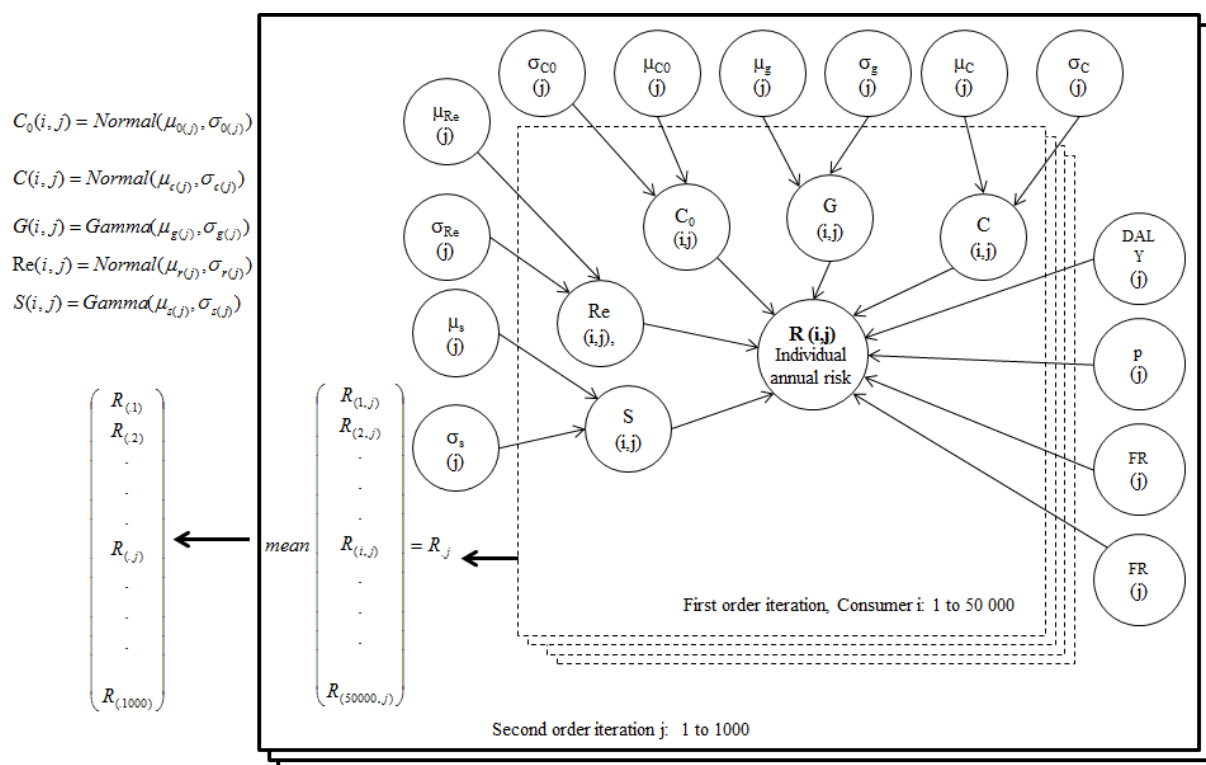 σC0
(j)
μC0
(j)
μg
(j)
σg
(j)
μC
(j)
σC
(j)
C₀(i, j) = Normal(μ₀(j), σ₀(j))
C(i, j) = Normal(μc(j), σc(j))
G(i, j) = Gamma(μg(j), σg(j))
Re(i, j) = Normal(μr(j), σr(j))
S(i, j) = Gamma(μs(j), σs(j))
μRe
(j)
σRe
(j)
μs
(j)
σs
(j)
C₀
(i,j)
G
(i,j)
C
(i,j)
Re
(i,j),
S
(i,j)
R (i,j)
Individual
annual risk
DAL
Y
(j)
p
(j)
FR
(j)
FR
(j)
R(.1)
R(.2)
.
.
.
R(.j)
.
.
.
R(.1000)
mean
R(1,j)
R(2,j)
.
.
.
R(i,j)
.
.
.
R(50000,j)
= R.j
First order iteration, Consumer i: 1 to 50 000
Second order iteration j: 1 to 1000